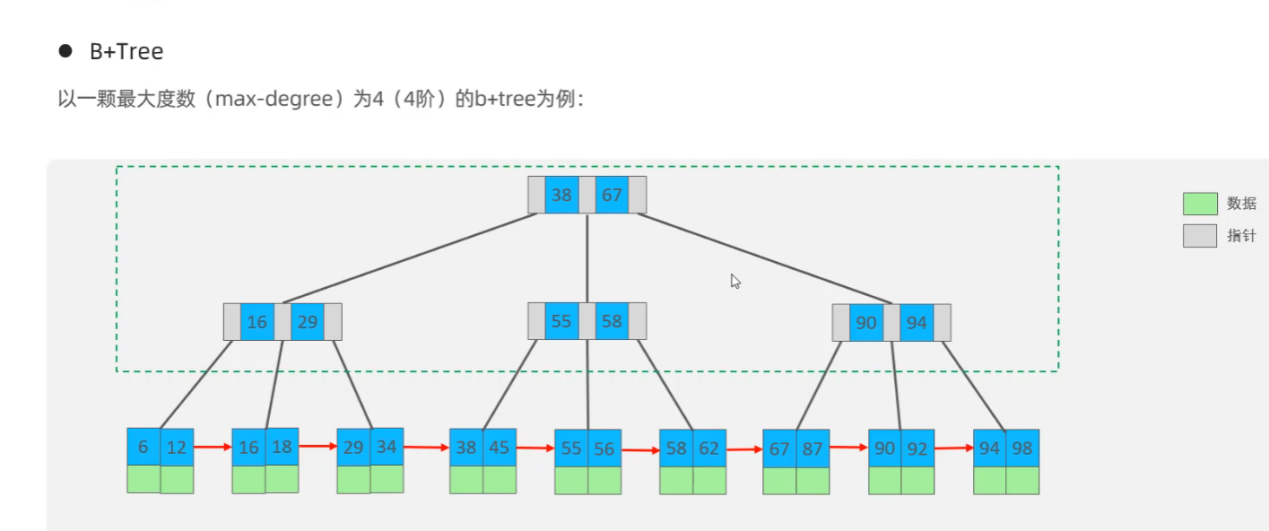 ● B+Tree
以一颗最大度数（max-degree）为4（4阶）的b+tree为例：
38 67
数据
指针
16 29 55 58 90 94
6 12 16 18 29 34 38 45 55 56 58 62 67 87 90 92 94 98